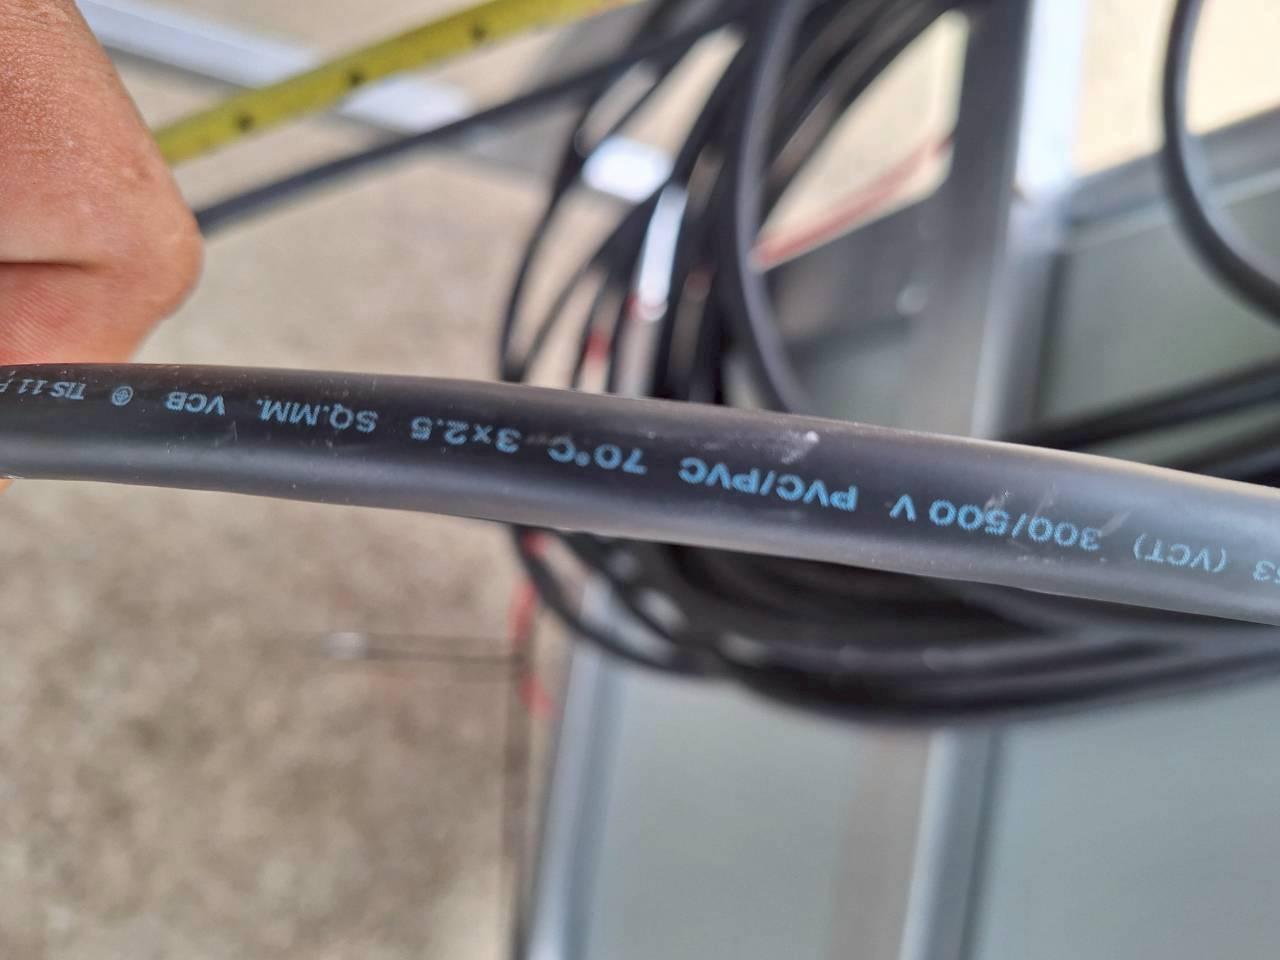 (VCT) 300/500 V PVC/PVC 70°C 3x2.5 SQ.MM. VCB TIS 11